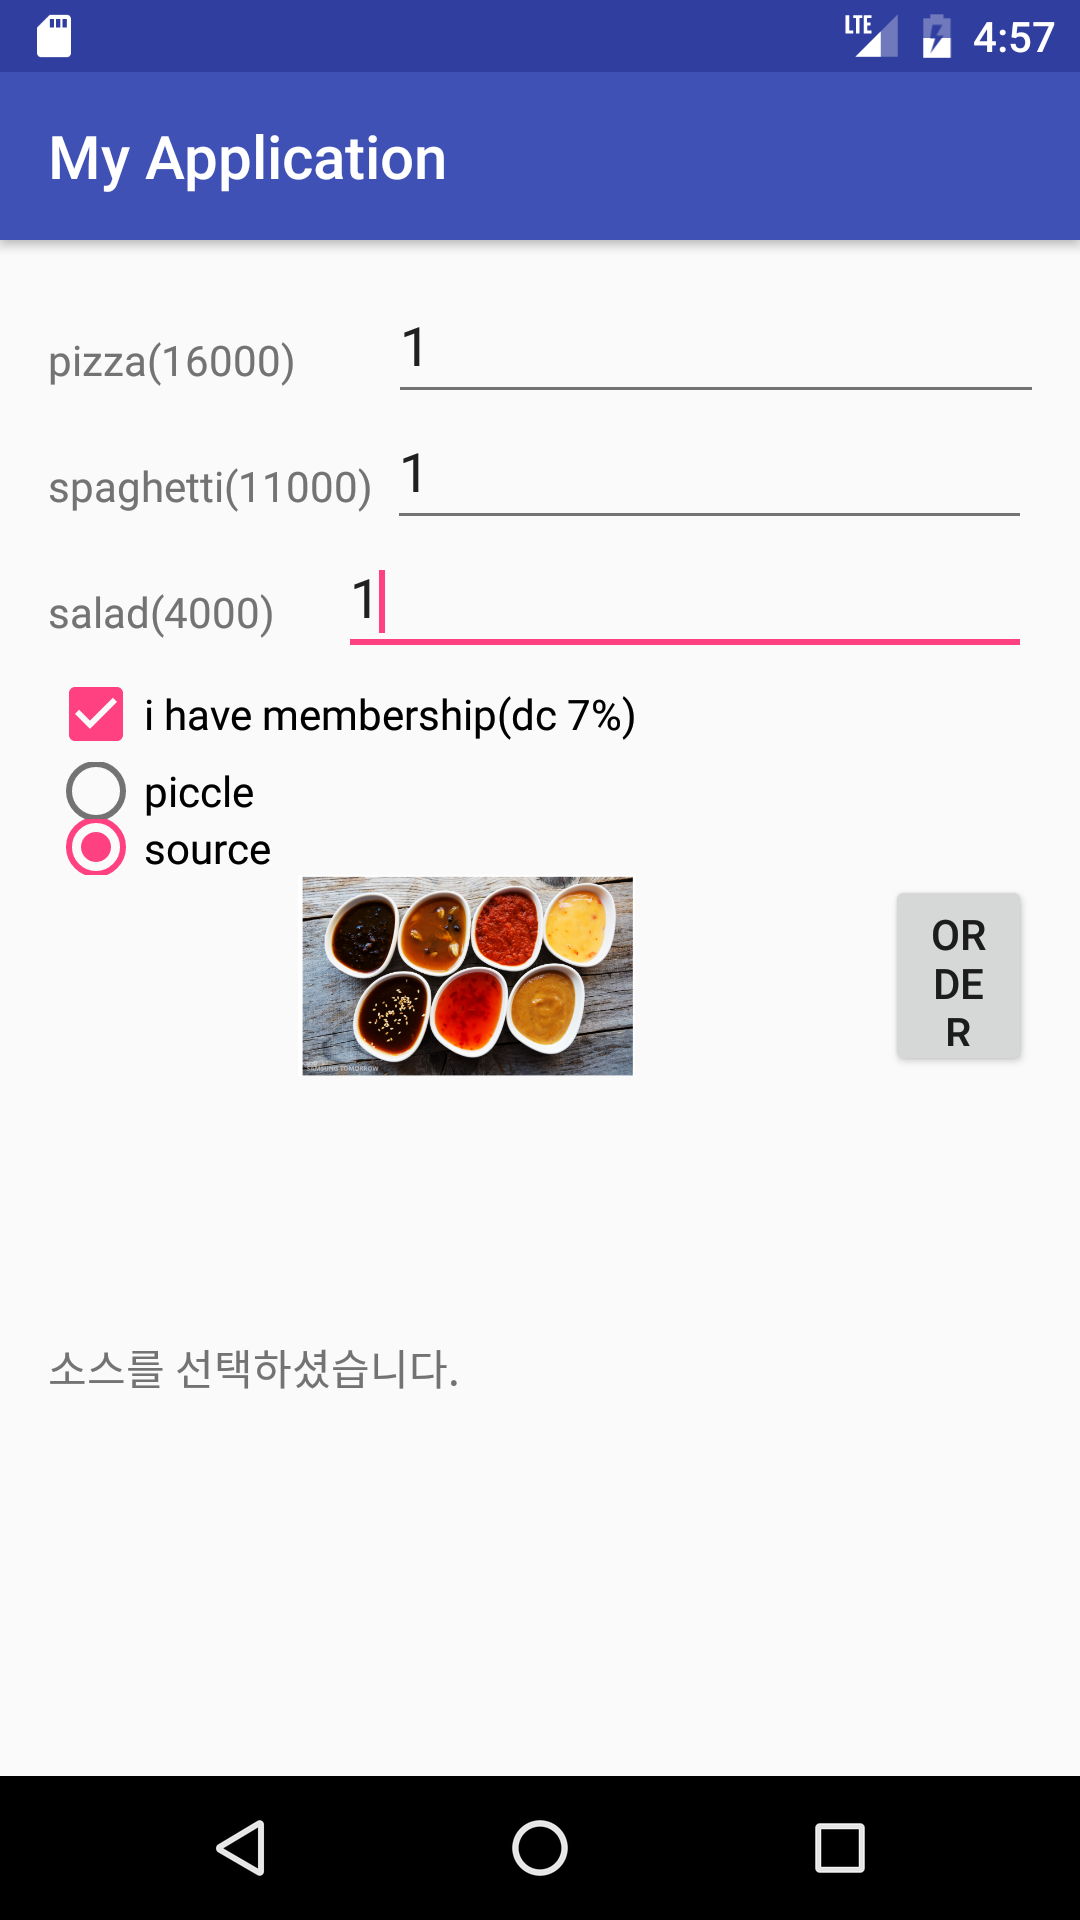 LTE 4:57
My Application
pizza(16000) 1
spaghetti(11000) 1
salad(4000) 1
i have membership(dc 7%)
piccle
source
SAMSUNG TOMORROW
OR
DE
R
소스를 선택하셨습니다.